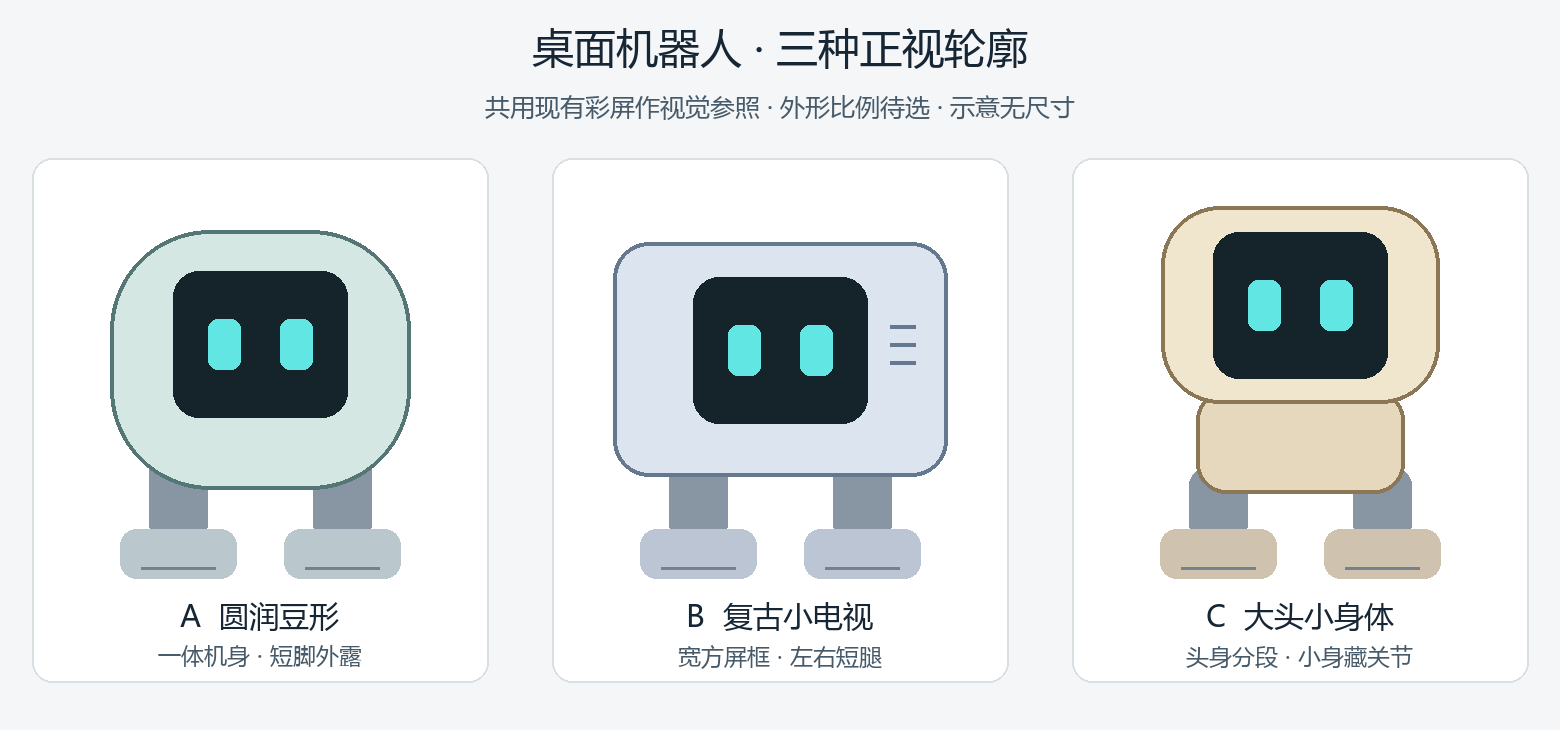 桌面机器人 · 三种正视轮廓
共用现有彩屏作视觉参照 · 外形比例待选 · 示意无尺寸
A 圆润豆形
一体机身 · 短脚外露
B 复古小电视
宽方屏框 · 左右短腿
C 大头小身体
头身分段 · 小身藏关节